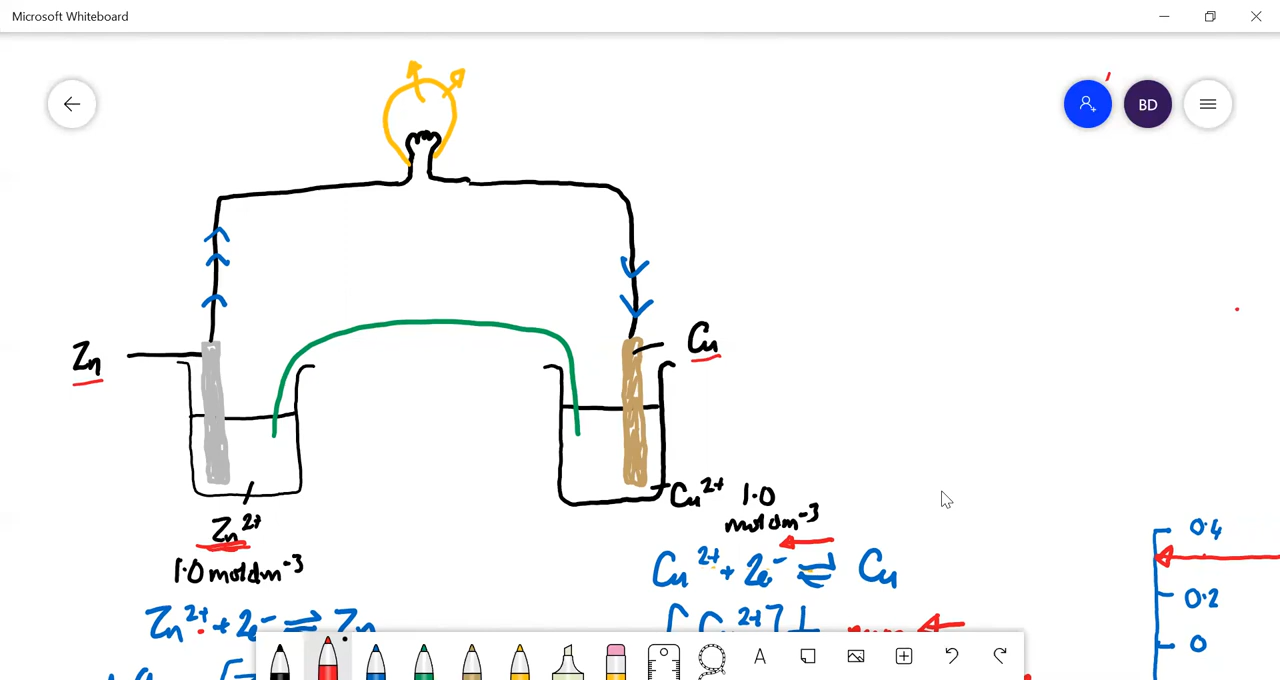 Microsoft Whiteboard
BD
Zn
Cu
Cu²⁺ 1.0
moldm⁻³
Zn²⁺
1.0 moldm⁻³
Cu²⁺ + 2e⁻ ⇌ Cu
Zn²⁺ + 2e⁻ ⇌ Zn
[Cu²⁺] ↓
0.4
0.2
0
A